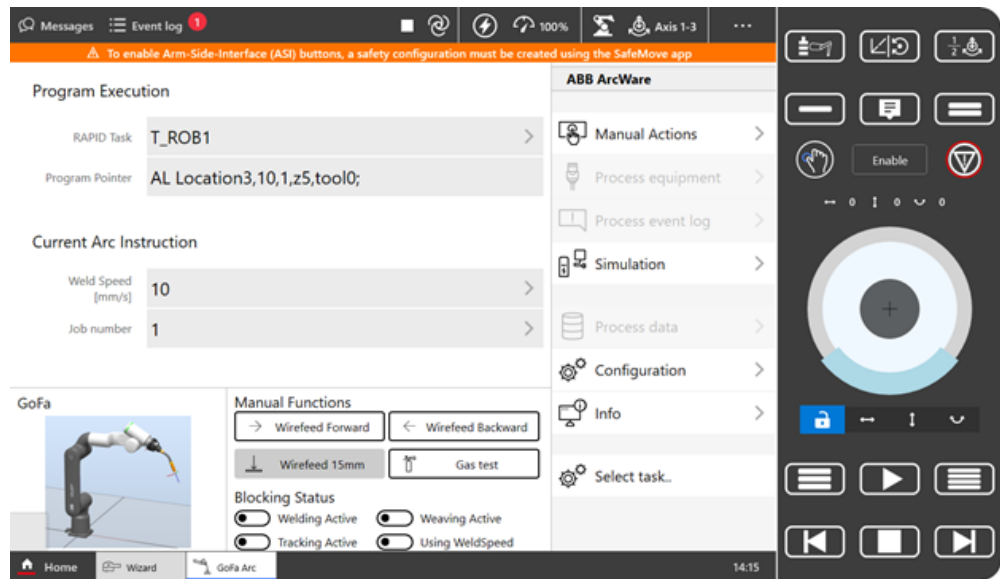 Messages
Event log
1
100%
Axis 1-3
...
To enable Arm-Side-Interface (ASI) buttons, a safety configuration must be created using the SafeMove app
Program Execution
RAPID Task
T_ROB1
Program Pointer
AL Location3,10,1,z5,tool0;
Current Arc Instruction
Weld Speed
[mm/s]
10
Job number
1
GoFa
Manual Functions
Wirefeed Forward
Wirefeed Backward
Wirefeed 15mm
Gas test
Blocking Status
Welding Active
Weaving Active
Tracking Active
Using WeldSpeed
ABB ArcWare
Manual Actions
Process equipment
Process event log
Simulation
Process data
Configuration
Info
Select task..
Home
Wizard
GoFa Arc
14:15
1
2
Enable
0 0 0